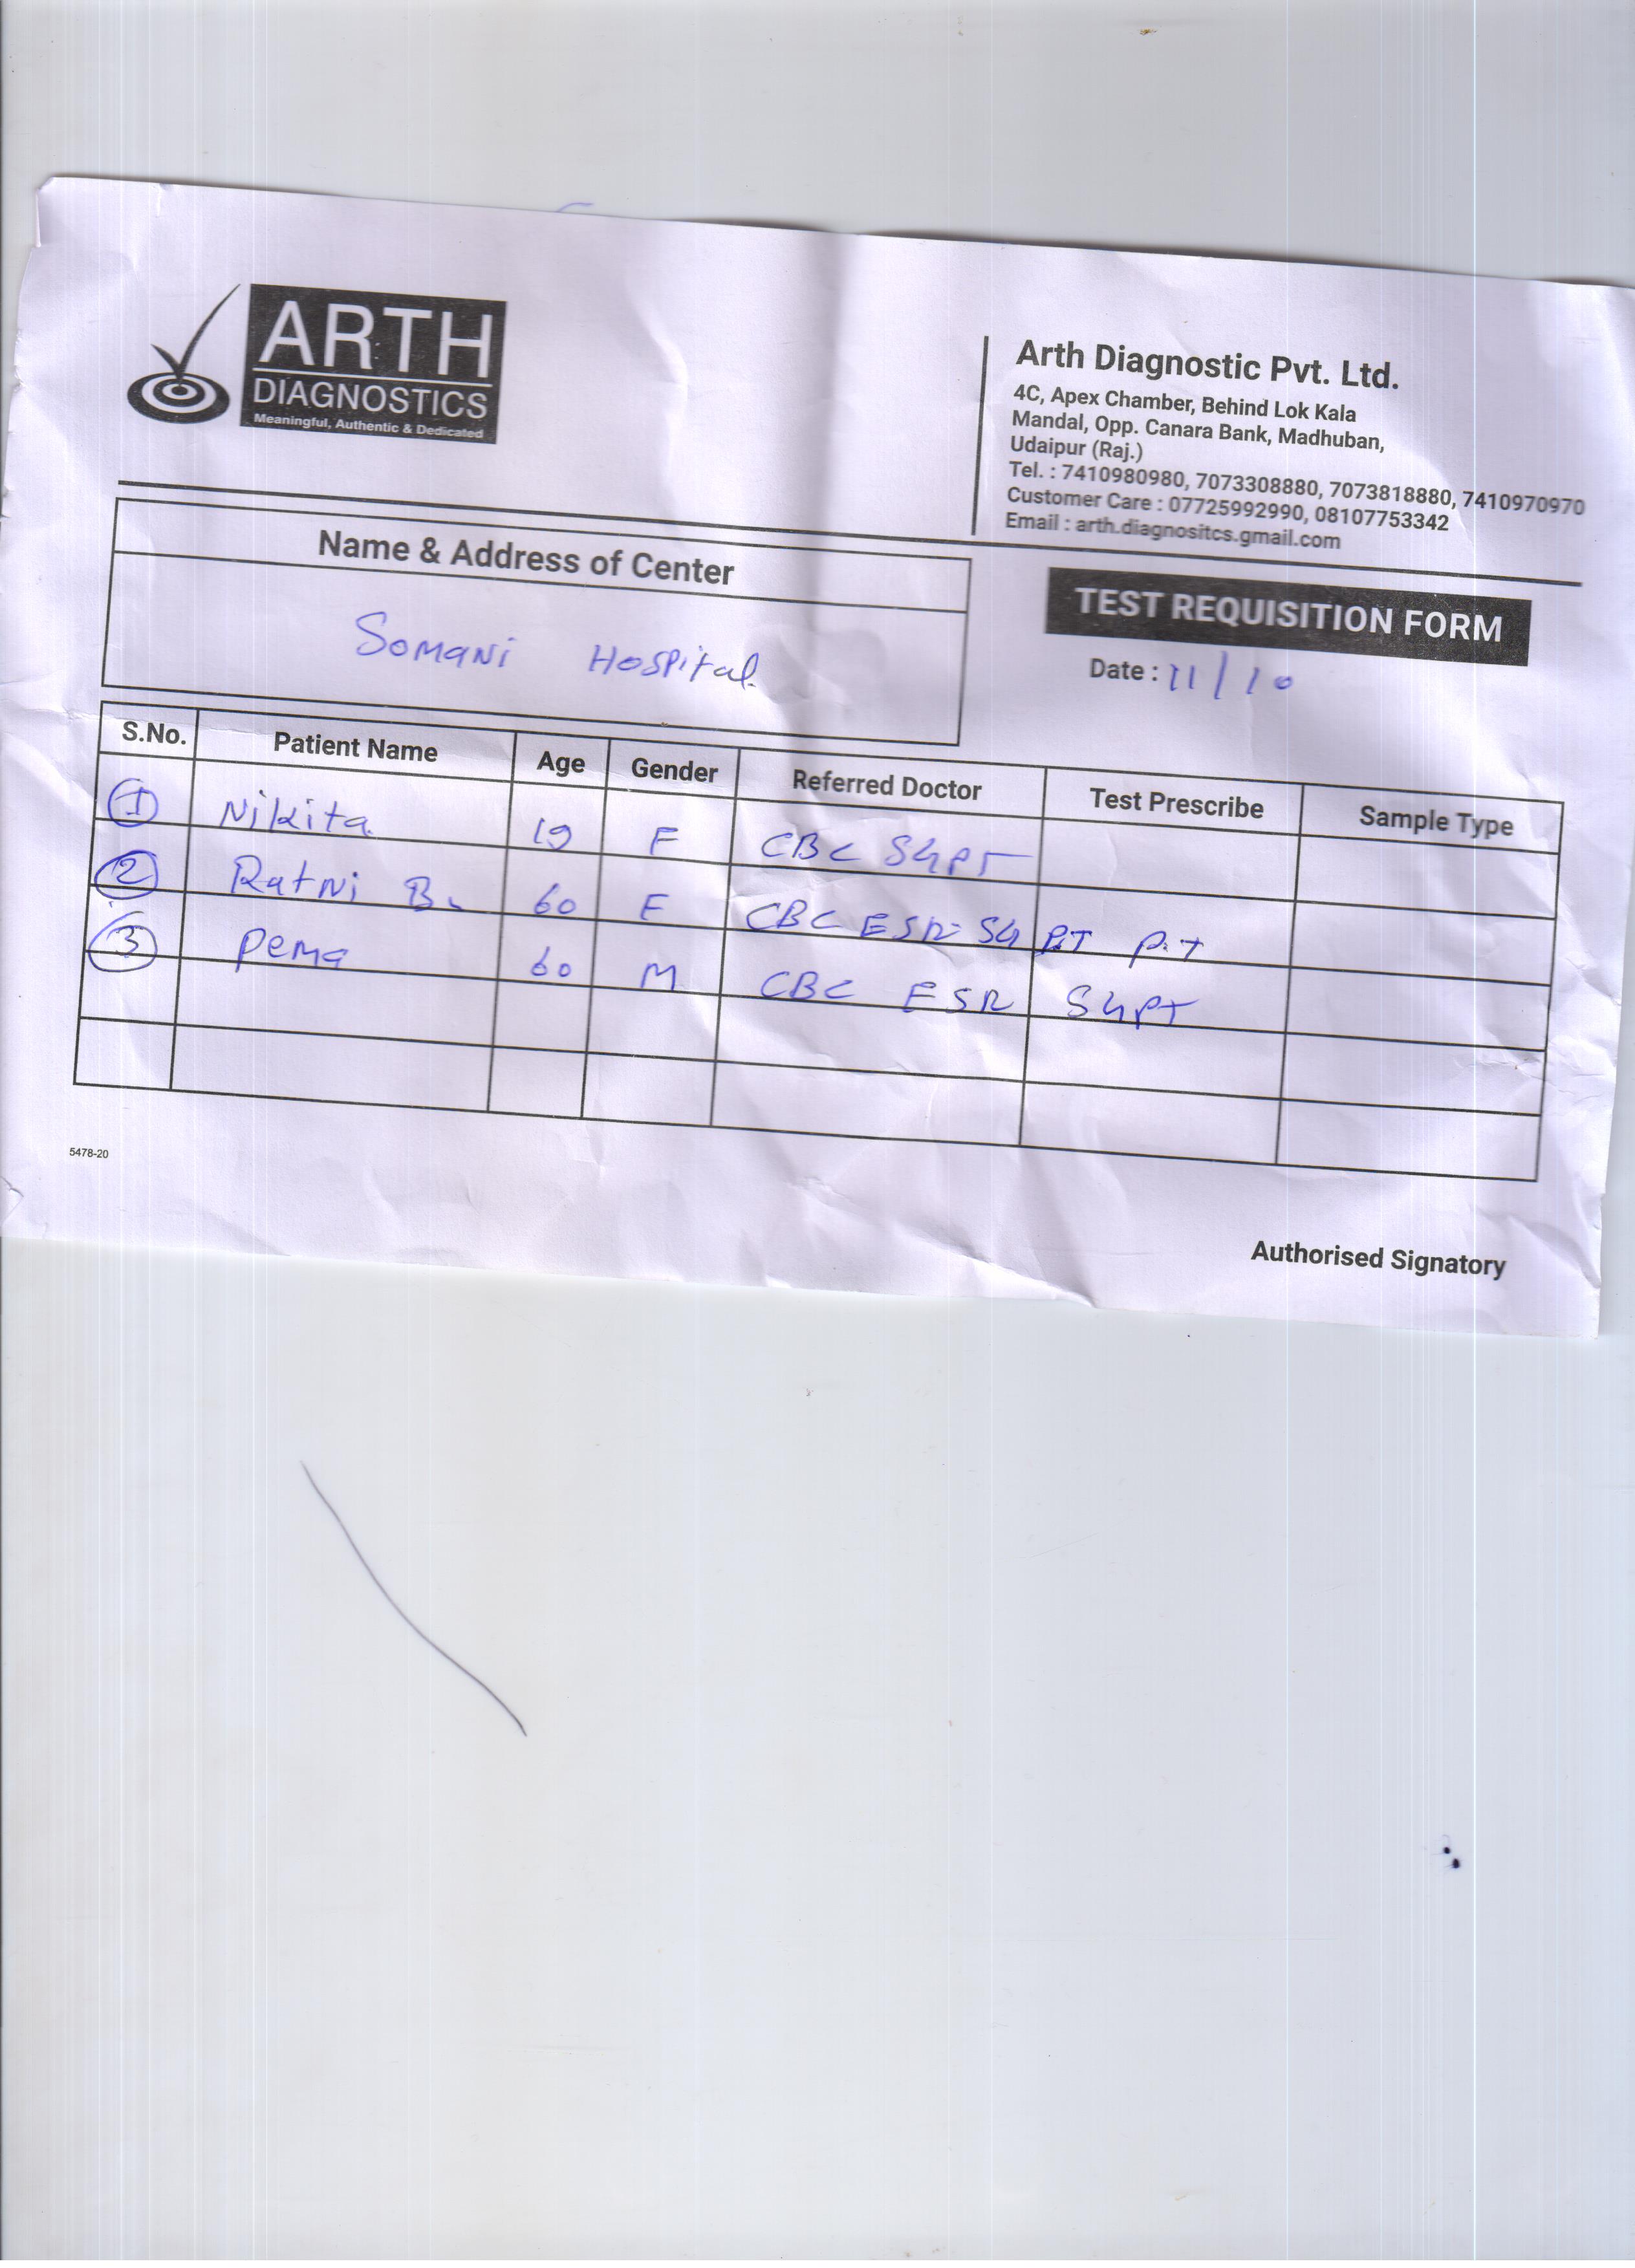 ARTH
DIAGNOSTICS
Meaningful, Authentic & Dedicated
Arth Diagnostic Pvt. Ltd.
4C, Apex Chamber, Behind Lok Kala
Mandal, Opp. Canara Bank, Madhuban,
Udaipur (Raj.)
Tel. : 7410980980, 7073308880, 7073818880, 7410970970
Customer Care : 07725992990, 08107753342
Email : arth.diagnositcs.gmail.com
Name & Address of Center
Somani Hospital
TEST REQUISITION FORM
Date : 11/10
S.No. Patient Name Age Gender Referred Doctor Test Prescribe Sample Type
1 Nikita 19 F CBC SGPT
2 Ratni B. 60 F CBC ESR SGPT P.T
3 Pema 60 M CBC ESR SGPT
5478-20
Authorised Signatory